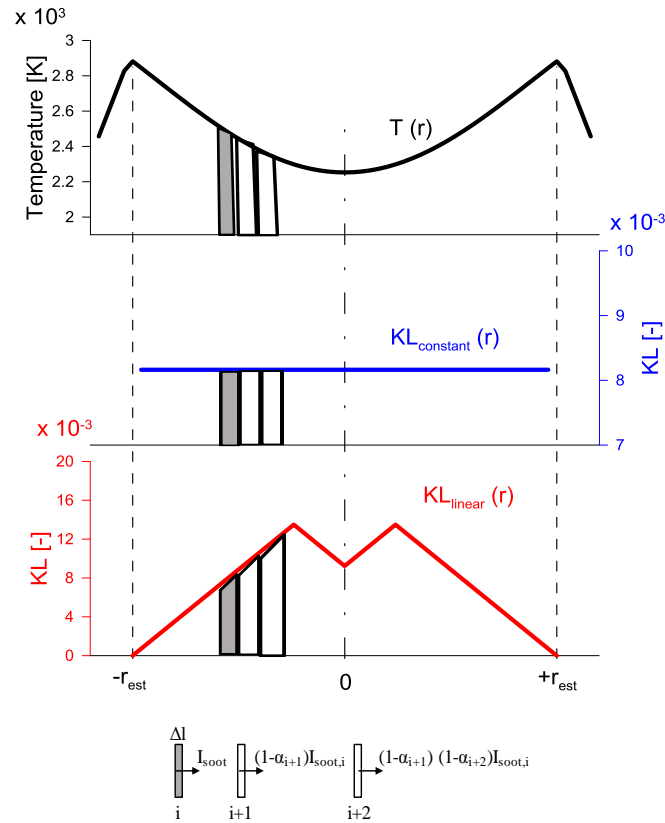 x 10³
3
2.8
2.6
2.4
2.2
2
Temperature [K]
T (r)
x 10⁻³
10
9
8
7
KL [-]
KL_constant (r)
x 10⁻³
20
16
12
8
4
0
KL [-]
KL_linear (r)
-r_est
0
+r_est
Δl
I_soot
(1-α_i+1)I_soot,i
(1-α_i+1) (1-α_i+2)I_soot,i
i
i+1
i+2